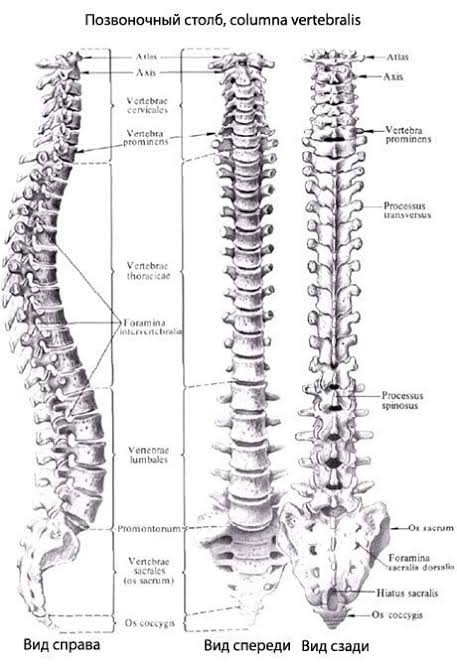 Позвоночный столб, columna vertebralis
Atlas
Axis
Vertebrae
cervicales
Vertebra
prominens
Vertebrae
thoracicae
Foramina
intervertebralia
Vertebrae
lumbales
Promontorium
Vertebrae
sacrales
(os sacrum)
Os coccygis
Atlas
Axis
Vertebra
prominens
Processus
transversus
Processus
spinosus
Os sacrum
Foramina
sacralia dorsalia
Hiatus sacralis
Os coccygis
Вид справа
Вид спереди
Вид сзади